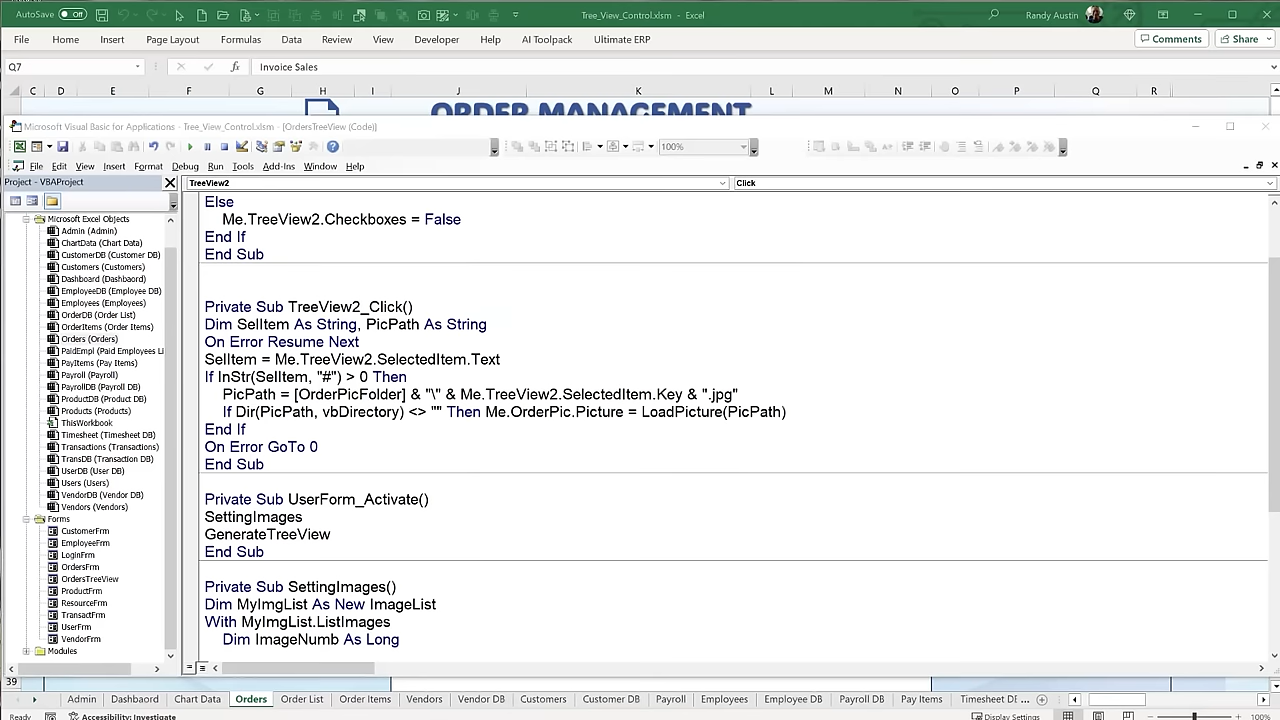 AutoSave Off Tree_View_Control.xlsm - Excel Randy Austin
File Home Insert Page Layout Formulas Data Review View Developer Help AI Toolpack Ultimate ERP Comments Share
Q7 fx Invoice Sales
C D E F G H I J K L M N O P Q R
ORDER MANAGEMENT
Microsoft Visual Basic for Applications - Tree_View_Control.xlsm - [OrdersTreeView (Code)]
100%
File Edit View Insert Format Debug Run Tools Add-Ins Window Help
Project - VBAProject
TreeView2 Click
Microsoft Excel Objects
Admin (Admin)
ChartData (Chart Data)
CustomerDB (Customer DB)
Customers (Customers)
Dashboard (Dashbaord)
EmployeeDB (Employee DB)
Employees (Employees)
OrderDB (Order List)
OrderItems (Order Items)
Orders (Orders)
PaidEmpl (Paid Employees Li
PayItems (Pay Items)
Payroll (Payroll)
PayrollDB (Payroll DB)
ProductDB (Product DB)
Products (Products)
ThisWorkbook
Timesheet (Timesheet DB)
Transactions (Transactions)
TransDB (Transaction DB)
UserDB (User DB)
Users (Users)
VendorDB (Vendor DB)
Vendors (Vendors)
Forms
CustomerFrm
EmployeeFrm
LoginFrm
OrdersFrm
OrdersTreeView
ProductFrm
ResourceFrm
TransactFrm
UserFrm
VendorFrm
Modules
Else
Me.TreeView2.Checkboxes = False
End If
End Sub
Private Sub TreeView2_Click()
Dim SelItem As String, PicPath As String
On Error Resume Next
SelItem = Me.TreeView2.SelectedItem.Text
If InStr(SelItem, "#") > 0 Then
PicPath = [OrderPicFolder] & "\" & Me.TreeView2.SelectedItem.Key & ".jpg"
If Dir(PicPath, vbDirectory) <> "" Then Me.OrderPic.Picture = LoadPicture(PicPath)
End If
On Error GoTo 0
End Sub
Private Sub UserForm_Activate()
SettingImages
GenerateTreeView
End Sub
Private Sub SettingImages()
Dim MyImgList As New ImageList
With MyImgList.ListImages
Dim ImageNumb As Long
39
Admin Dashbaord Chart Data Orders Order List Order Items Vendors Vendor DB Customers Customer DB Payroll Employees Employee DB Payroll DB Pay Items Timesheet DE ...
Ready Accessibility: Investigate Display Settings 100%